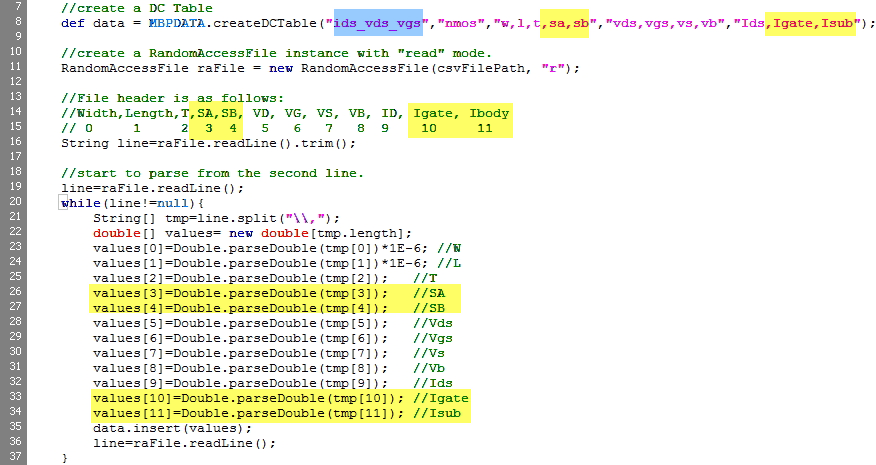 7 //create a DC Table
8 def data = MBPDATA.createDCTable("ids_vds_vgs","nmos","w,l,t,sa,sb","vds,vgs,vs,vb","Ids,Igate,Isub");
9
10 //create a RandomAccessFile instance with "read" mode.
11 RandomAccessFile raFile = new RandomAccessFile(csvFilePath, "r");
12
13 //File header is as follows:
14 //Width,Length,T,SA,SB, VD, VG, VS, VB, ID, Igate, Ibody
15 // 0 1 2 3 4 5 6 7 8 9 10 11
16 String line=raFile.readLine().trim();
17
18 //start to parse from the second line.
19 line=raFile.readLine();
20 while(line!=null){
21 String[] tmp=line.split("\\,");
22 double[] values= new double[tmp.length];
23 values[0]=Double.parseDouble(tmp[0])*1E-6; //W
24 values[1]=Double.parseDouble(tmp[1])*1E-6; //L
25 values[2]=Double.parseDouble(tmp[2]); //T
26 values[3]=Double.parseDouble(tmp[3]); //SA
27 values[4]=Double.parseDouble(tmp[4]); //SB
28 values[5]=Double.parseDouble(tmp[5]); //Vds
29 values[6]=Double.parseDouble(tmp[6]); //Vgs
30 values[7]=Double.parseDouble(tmp[7]); //Vs
31 values[8]=Double.parseDouble(tmp[8]); //Vb
32 values[9]=Double.parseDouble(tmp[9]); //Ids
33 values[10]=Double.parseDouble(tmp[10]); //Igate
34 values[11]=Double.parseDouble(tmp[11]); //Isub
35 data.insert(values);
36 line=raFile.readLine();
37 }